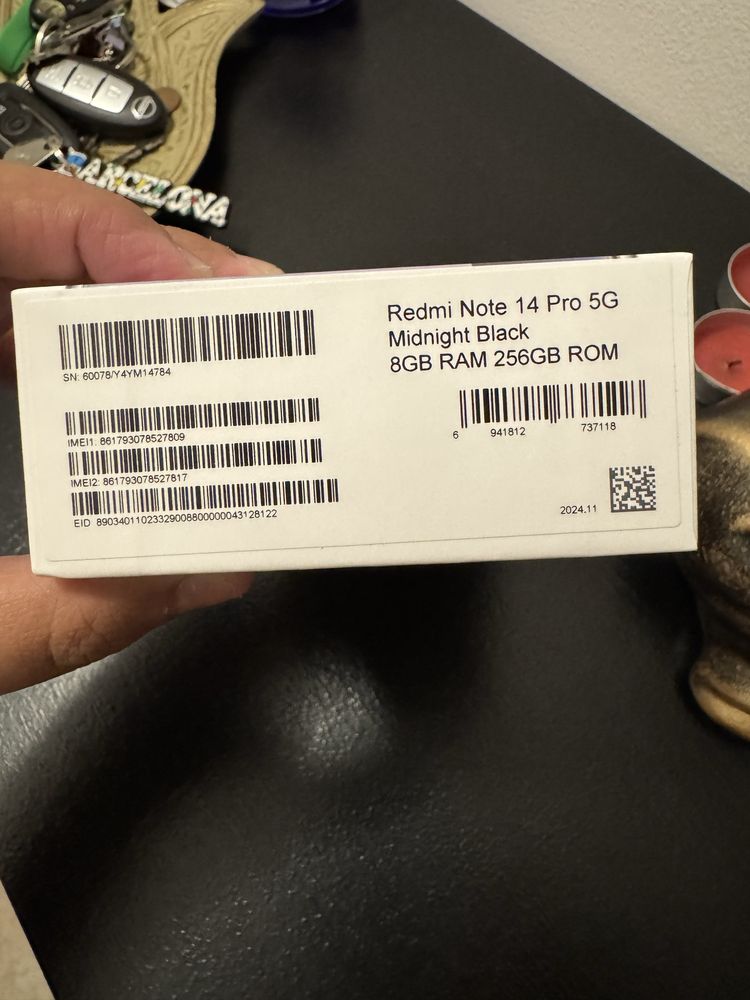 BARCELONA
Redmi Note 14 Pro 5G
Midnight Black
8GB RAM 256GB ROM
SN: 60078/Y4YM14784
IMEI1: 861793078527809
IMEI2: 861793078527817
EID 89034011023329008800000043128122
6 941812 737118
2024.11